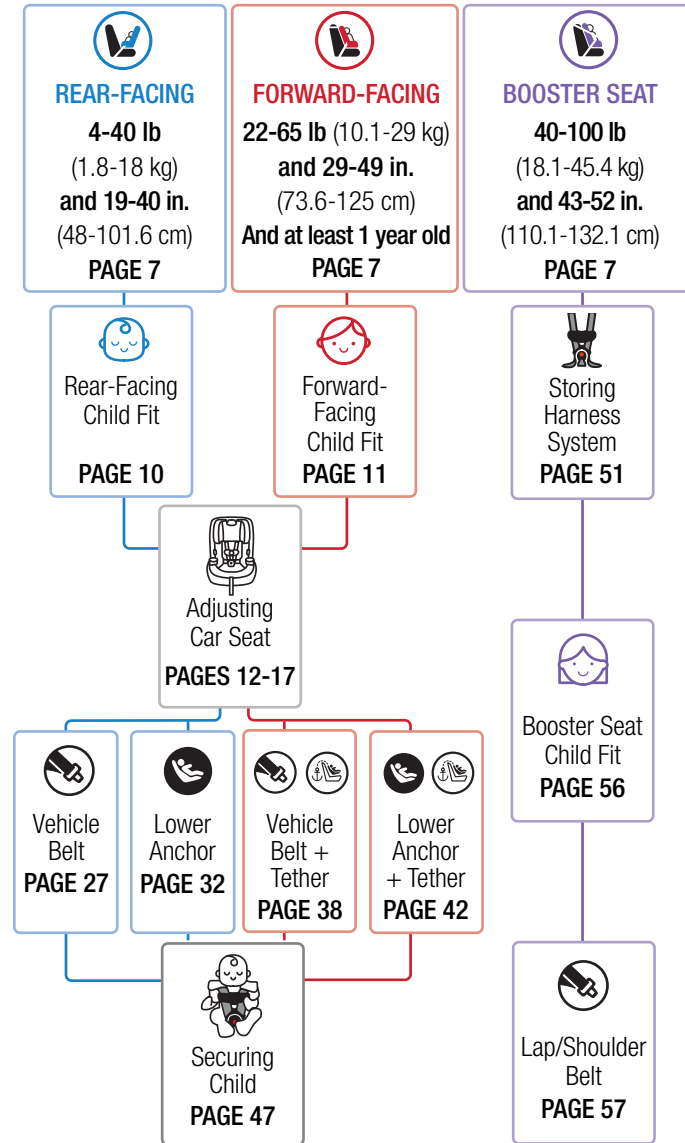 REAR-FACING
4-40 lb
(1.8-18 kg)
and 19-40 in.
(48-101.6 cm)
PAGE 7
FORWARD-FACING
22-65 lb (10.1-29 kg)
and 29-49 in.
(73.6-125 cm)
And at least 1 year old
PAGE 7
BOOSTER SEAT
40-100 lb
(18.1-45.4 kg)
and 43-52 in.
(110.1-132.1 cm)
PAGE 7
Rear-Facing
Child Fit
PAGE 10
Forward-
Facing
Child Fit
PAGE 11
Storing
Harness
System
PAGE 51
Adjusting
Car Seat
PAGES 12-17
Booster Seat
Child Fit
PAGE 56
Vehicle
Belt
PAGE 27
Lower
Anchor
PAGE 32
Vehicle
Belt +
Tether
PAGE 38
Lower
Anchor
+ Tether
PAGE 42
Securing
Child
PAGE 47
Lap/Shoulder
Belt
PAGE 57